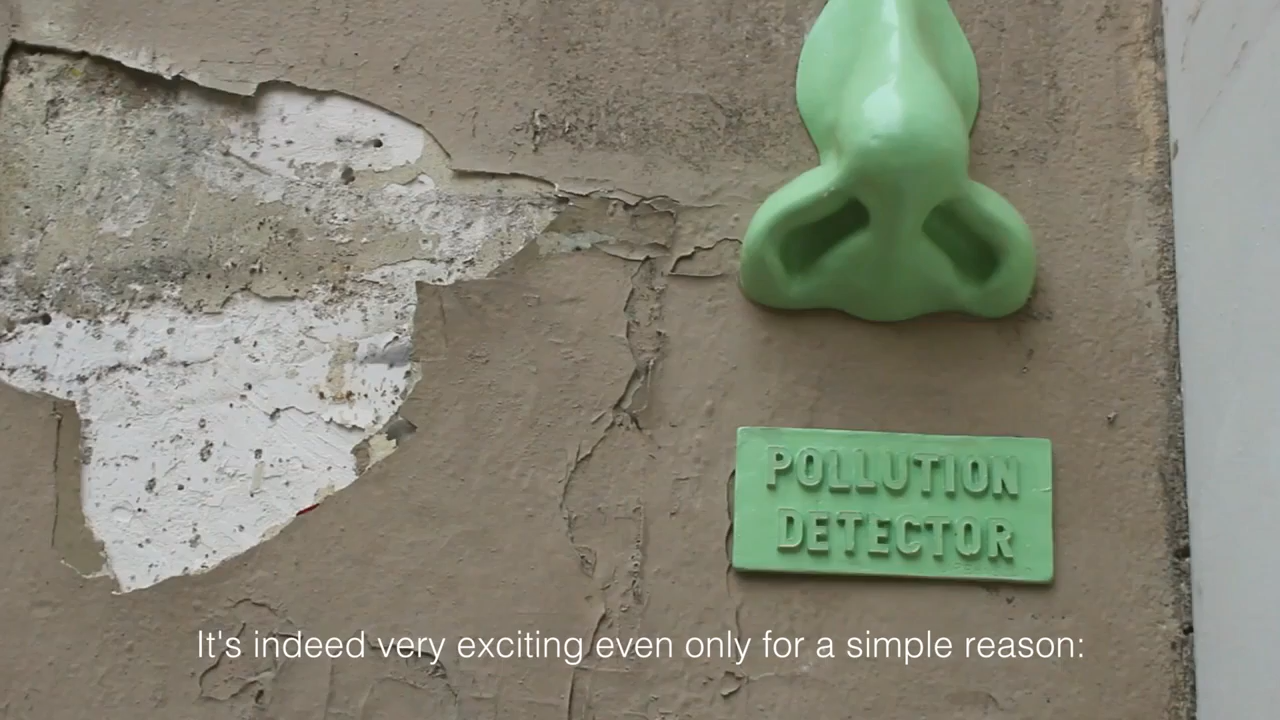 POLLUTION
DETECTOR
It's indeed very exciting even only for a simple reason: